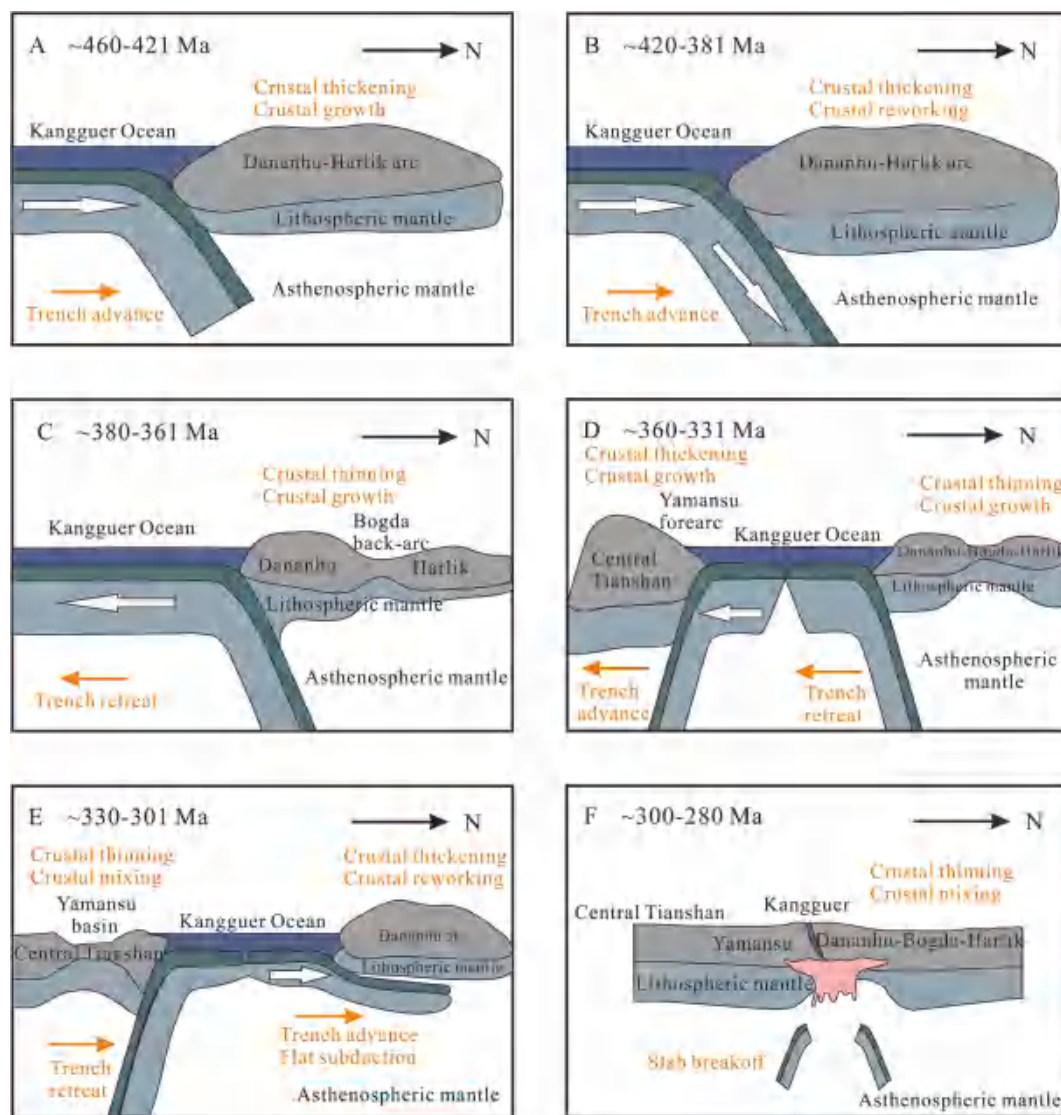 A ~460-421 Ma
N
Crustal thickening
Crustal growth
Kangguer Ocean
Dananhu-Harlik arc
Lithospheric mantle
Asthenospheric mantle
Trench advance
B ~420-381 Ma
N
Crustal thickening
Crustal reworking
Kangguer Ocean
Dananhu-Harlik arc
Lithospheric mantle
Asthenospheric mantle
Trench advance
C ~380-361 Ma
N
Crustal thinning
Crustal growth
Kangguer Ocean
Bogda
back-arc
Dananhu
Harlik
Lithospheric mantle
Asthenospheric mantle
Trench retreat
D ~360-331 Ma
N
Crustal thickening
Crustal growth
Crustal thinning
Crustal growth
Yamansu
forearc
Kangguer Ocean
Central
Tianshan
Dananhu-Bogda-Harlik
Lithospheric mantle
Asthenospheric
mantle
Trench
advance
Trench
retreat
E ~330-301 Ma
N
Crustal thinning
Crustal mixing
Crustal thickening
Crustal reworking
Yamansu
basin
Kangguer Ocean
Central Tianshan
Lithospheric mantle
Trench
retreat
Trench advance
Flat subduction
Asthenospheric mantle
F ~300-280 Ma
N
Crustal thinning
Crustal mixing
Central Tianshan
Kangguer
Yamansu
Dananhu-Bogda-Harlik
Lithospheric mantle
Slab breakoff
Asthenospheric mantle